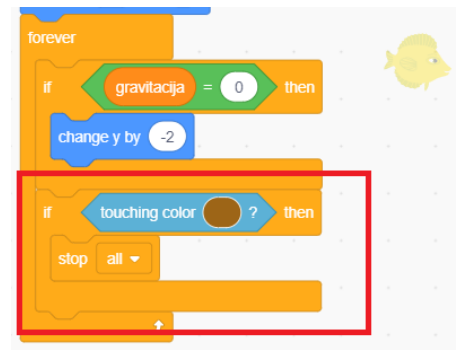 forever
if gravitacija = 0 then
change y by -2
if touching color ? then
stop all